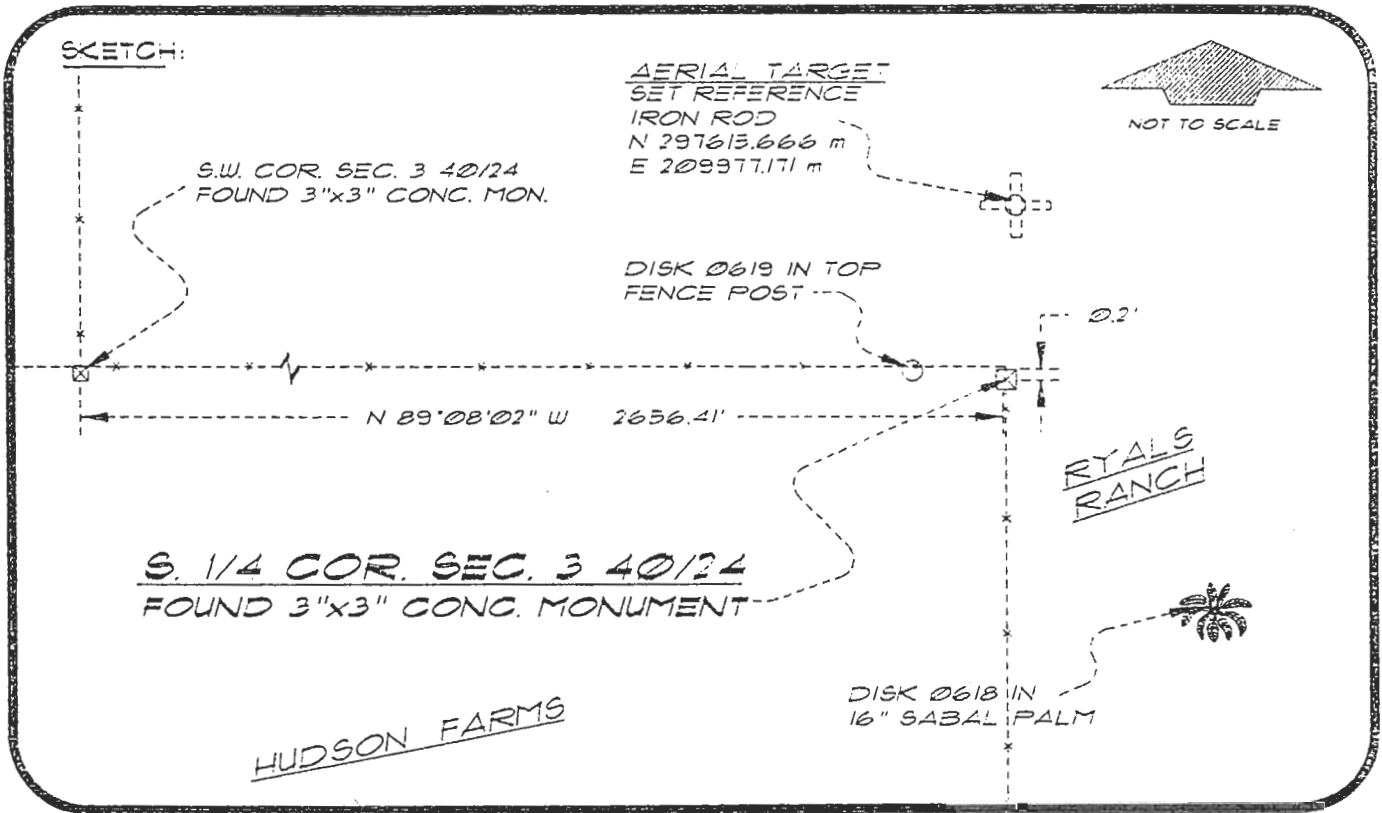 SKETCH:
AERIAL TARGET
SET REFERENCE
IRON ROD
N 297613.666 m
E 209977.171 m
NOT TO SCALE
S.W. COR. SEC. 3 40/24
FOUND 3"x3" CONC. MON.
DISK 0619 IN TOP
FENCE POST
0.2'
N 89°08'02" W 2656.41'
RYALS
RANCH
S. 1/4 COR. SEC. 3 40/24
FOUND 3"x3" CONC. MONUMENT
DISK 0618 IN
16" SABAL PALM
HUDSON FARMS